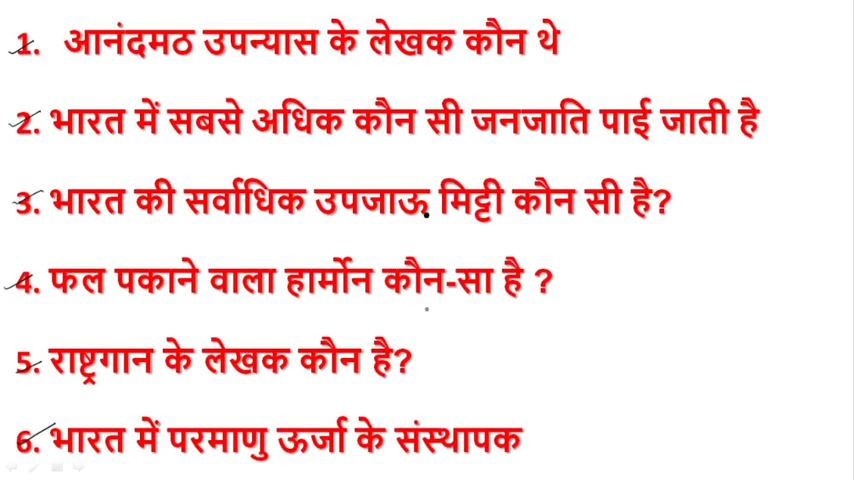 1. आनंदमठ उपन्यास के लेखक कौन थे
2. भारत में सबसे अधिक कौन सी जनजाति पाई जाती है
3. भारत की सर्वाधिक उपजाऊ मिट्टी कौन सी है?
4. फल पकाने वाला हार्मोन कौन-सा है ?
5. राष्ट्रगान के लेखक कौन है?
6. भारत में परमाणु ऊर्जा के संस्थापक